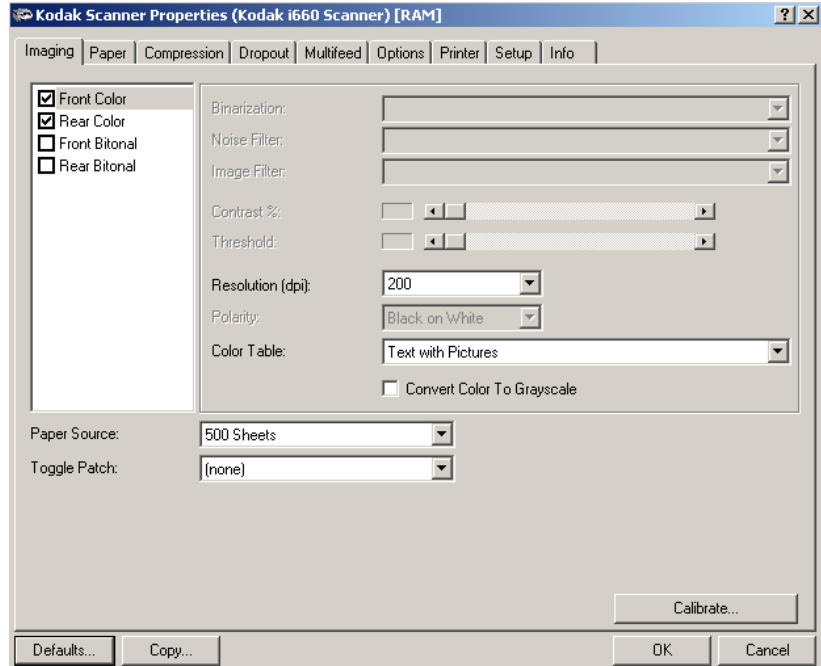 Kodak Scanner Properties (Kodak i660 Scanner) [RAM]
Imaging Paper Compression Dropout Multifeed Options Printer Setup Info
Front Color
Rear Color
Front Bitonal
Rear Bitonal
Binarization:
Noise Filter:
Image Filter:
Contrast %:
Threshold:
Resolution (dpi): 200
Polarity: Black on White
Color Table: Text with Pictures
Convert Color To Grayscale
Paper Source: 500 Sheets
Toggle Patch: (none)
Calibrate...
Defaults... Copy... OK Cancel